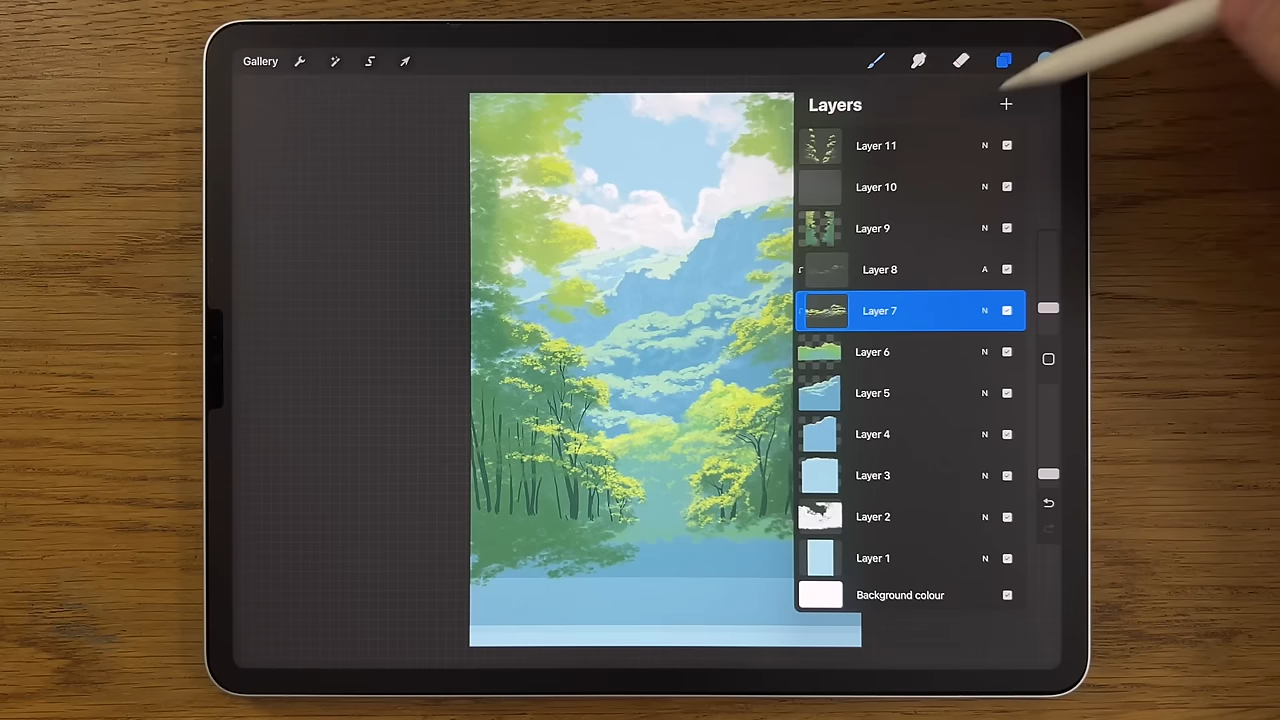 Gallery
Layers
Layer 11 N
Layer 10 N
Layer 9 N
Layer 8 A
Layer 7 N
Layer 6 N
Layer 5 N
Layer 4 N
Layer 3 N
Layer 2 N
Layer 1 N
Background colour